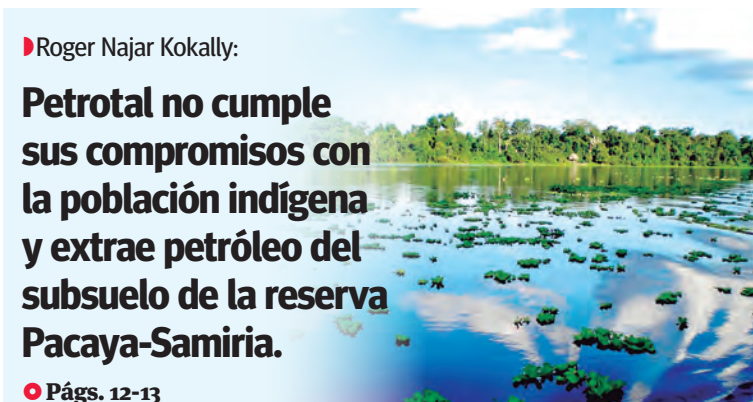 Roger Najar Kokally:
Petrotal no cumple
sus compromisos con
la población indígena
y extrae petróleo del
subsuelo de la reserva
Pacaya-Samiria.
Págs. 12-13